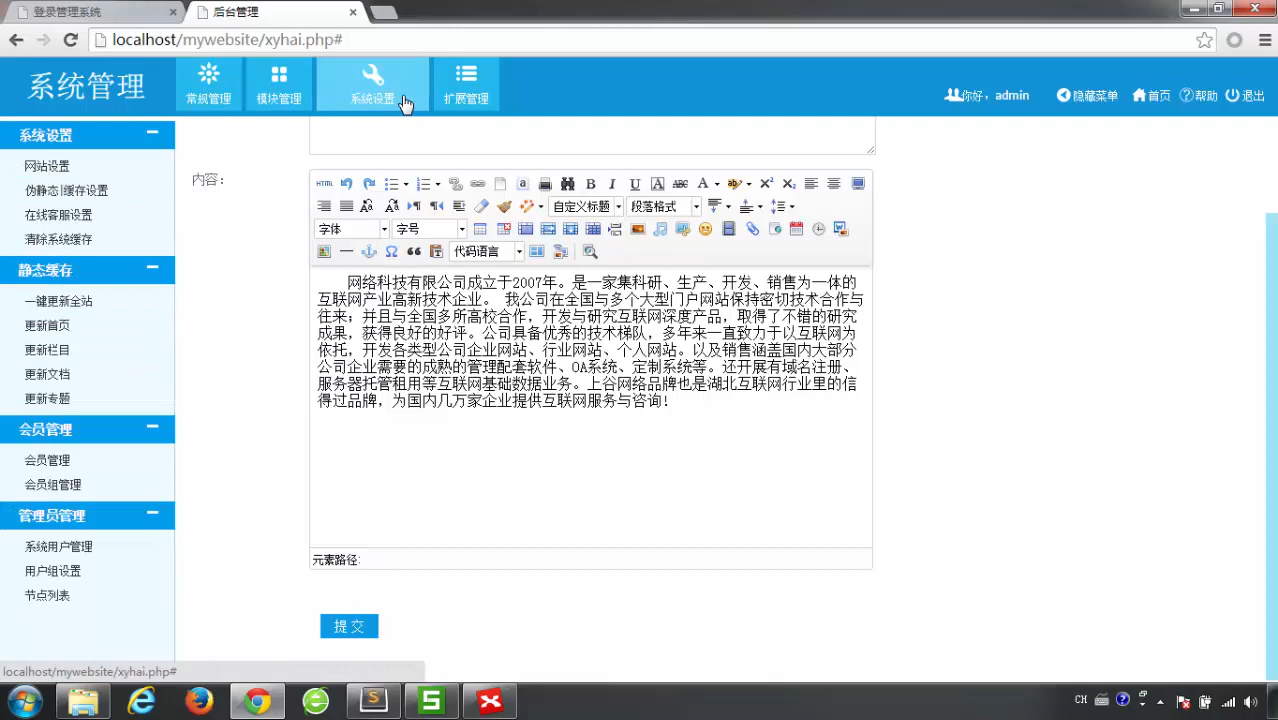 登录管理系统
后台管理
localhost/mywebsite/xyhai.php#
系统管理
常规管理
模块管理
系统设置
扩展管理
你好，admin
隐藏菜单
首页
帮助
退出
系统设置
网站设置
伪静态|缓存设置
在线客服设置
清除系统缓存
静态缓存
一键更新全站
更新首页
更新栏目
更新文档
更新专题
会员管理
会员管理
会员组管理
管理员管理
系统用户管理
用户组设置
节点列表
内容：
HTML
自定义标题
段落格式
字体
字号
代码语言
网络科技有限公司成立于2007年。是一家集科研、生产、开发、销售为一体的
互联网产业高新技术企业。 我公司在全国与多个大型门户网站保持密切技术合作与
往来；并且与全国多所高校合作，开发与研究互联网深度产品，取得了不错的研究
成果，获得良好的好评。公司具备优秀的技术梯队，多年来一直致力于以互联网为
依托，开发各类型公司企业网站、行业网站、个人网站。以及销售涵盖国内大部分
公司企业需要的成熟的管理配套软件、OA系统、定制系统等。还开展有域名注册、
服务器托管租用等互联网基础数据业务。上谷网络品牌也是湖北互联网行业里的信
得过品牌，为国内几万家企业提供互联网服务与咨询！
元素路径:
提交
localhost/mywebsite/xyhai.php#
CH